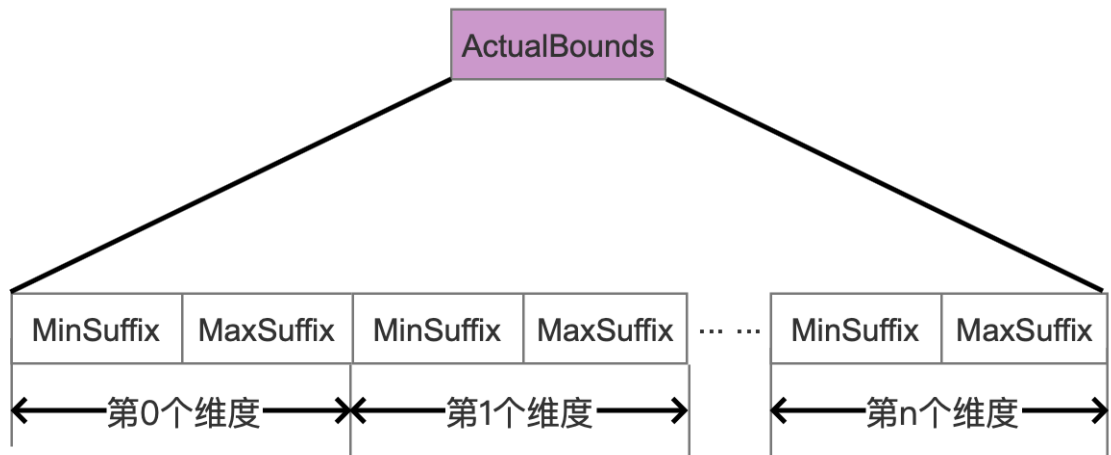 ActualBounds
MinSuffix MaxSuffix MinSuffix MaxSuffix ... ... MinSuffix MaxSuffix
第0个维度 第1个维度 第n个维度